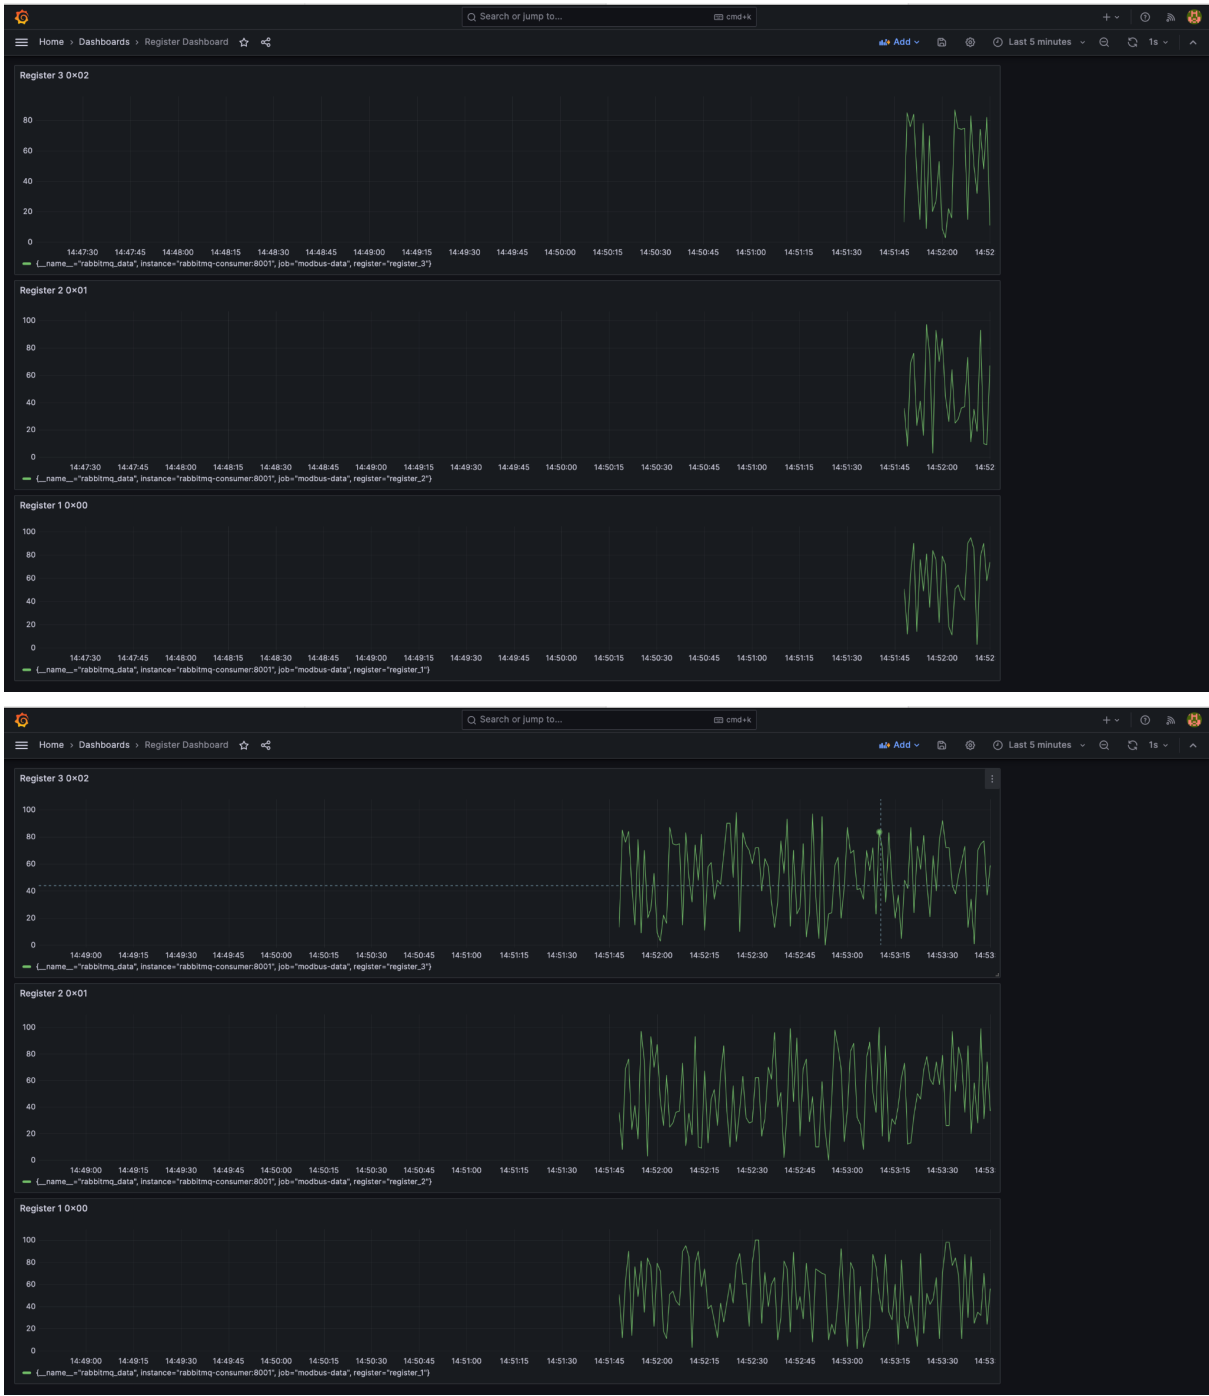 Search or jump to... cmd+k
Home › Dashboards › Register Dashboard Add Last 5 minutes 1s
Register 3 0×02
80
60
40
20
0
14:47:30 14:47:45 14:48:00 14:48:15 14:48:30 14:48:45 14:49:00 14:49:15 14:49:30 14:49:45 14:50:00 14:50:15 14:50:30 14:50:45 14:51:00 14:51:15 14:51:30 14:51:45 14:52:00 14:52
{__name__="rabbitmq_data", instance="rabbitmq-consumer:8001", job="modbus-data", register="register_3"}
Register 2 0×01
100
80
60
40
20
0
14:47:30 14:47:45 14:48:00 14:48:15 14:48:30 14:48:45 14:49:00 14:49:15 14:49:30 14:49:45 14:50:00 14:50:15 14:50:30 14:50:45 14:51:00 14:51:15 14:51:30 14:51:45 14:52:00 14:52
{__name__="rabbitmq_data", instance="rabbitmq-consumer:8001", job="modbus-data", register="register_2"}
Register 1 0×00
100
80
60
40
20
0
14:47:30 14:47:45 14:48:00 14:48:15 14:48:30 14:48:45 14:49:00 14:49:15 14:49:30 14:49:45 14:50:00 14:50:15 14:50:30 14:50:45 14:51:00 14:51:15 14:51:30 14:51:45 14:52:00 14:52
{__name__="rabbitmq_data", instance="rabbitmq-consumer:8001", job="modbus-data", register="register_1"}
Search or jump to... cmd+k
Home › Dashboards › Register Dashboard Add Last 5 minutes 1s
Register 3 0×02
100
80
60
40
20
0
14:49:00 14:49:15 14:49:30 14:49:45 14:50:00 14:50:15 14:50:30 14:50:45 14:51:00 14:51:15 14:51:30 14:51:45 14:52:00 14:52:15 14:52:30 14:52:45 14:53:00 14:53:15 14:53:30 14:53
{__name__="rabbitmq_data", instance="rabbitmq-consumer:8001", job="modbus-data", register="register_3"}
Register 2 0×01
100
80
60
40
20
0
14:49:00 14:49:15 14:49:30 14:49:45 14:50:00 14:50:15 14:50:30 14:50:45 14:51:00 14:51:15 14:51:30 14:51:45 14:52:00 14:52:15 14:52:30 14:52:45 14:53:00 14:53:15 14:53:30 14:53
{__name__="rabbitmq_data", instance="rabbitmq-consumer:8001", job="modbus-data", register="register_2"}
Register 1 0×00
100
80
60
40
20
0
14:49:00 14:49:15 14:49:30 14:49:45 14:50:00 14:50:15 14:50:30 14:50:45 14:51:00 14:51:15 14:51:30 14:51:45 14:52:00 14:52:15 14:52:30 14:52:45 14:53:00 14:53:15 14:53:30 14:53
{__name__="rabbitmq_data", instance="rabbitmq-consumer:8001", job="modbus-data", register="register_1"}